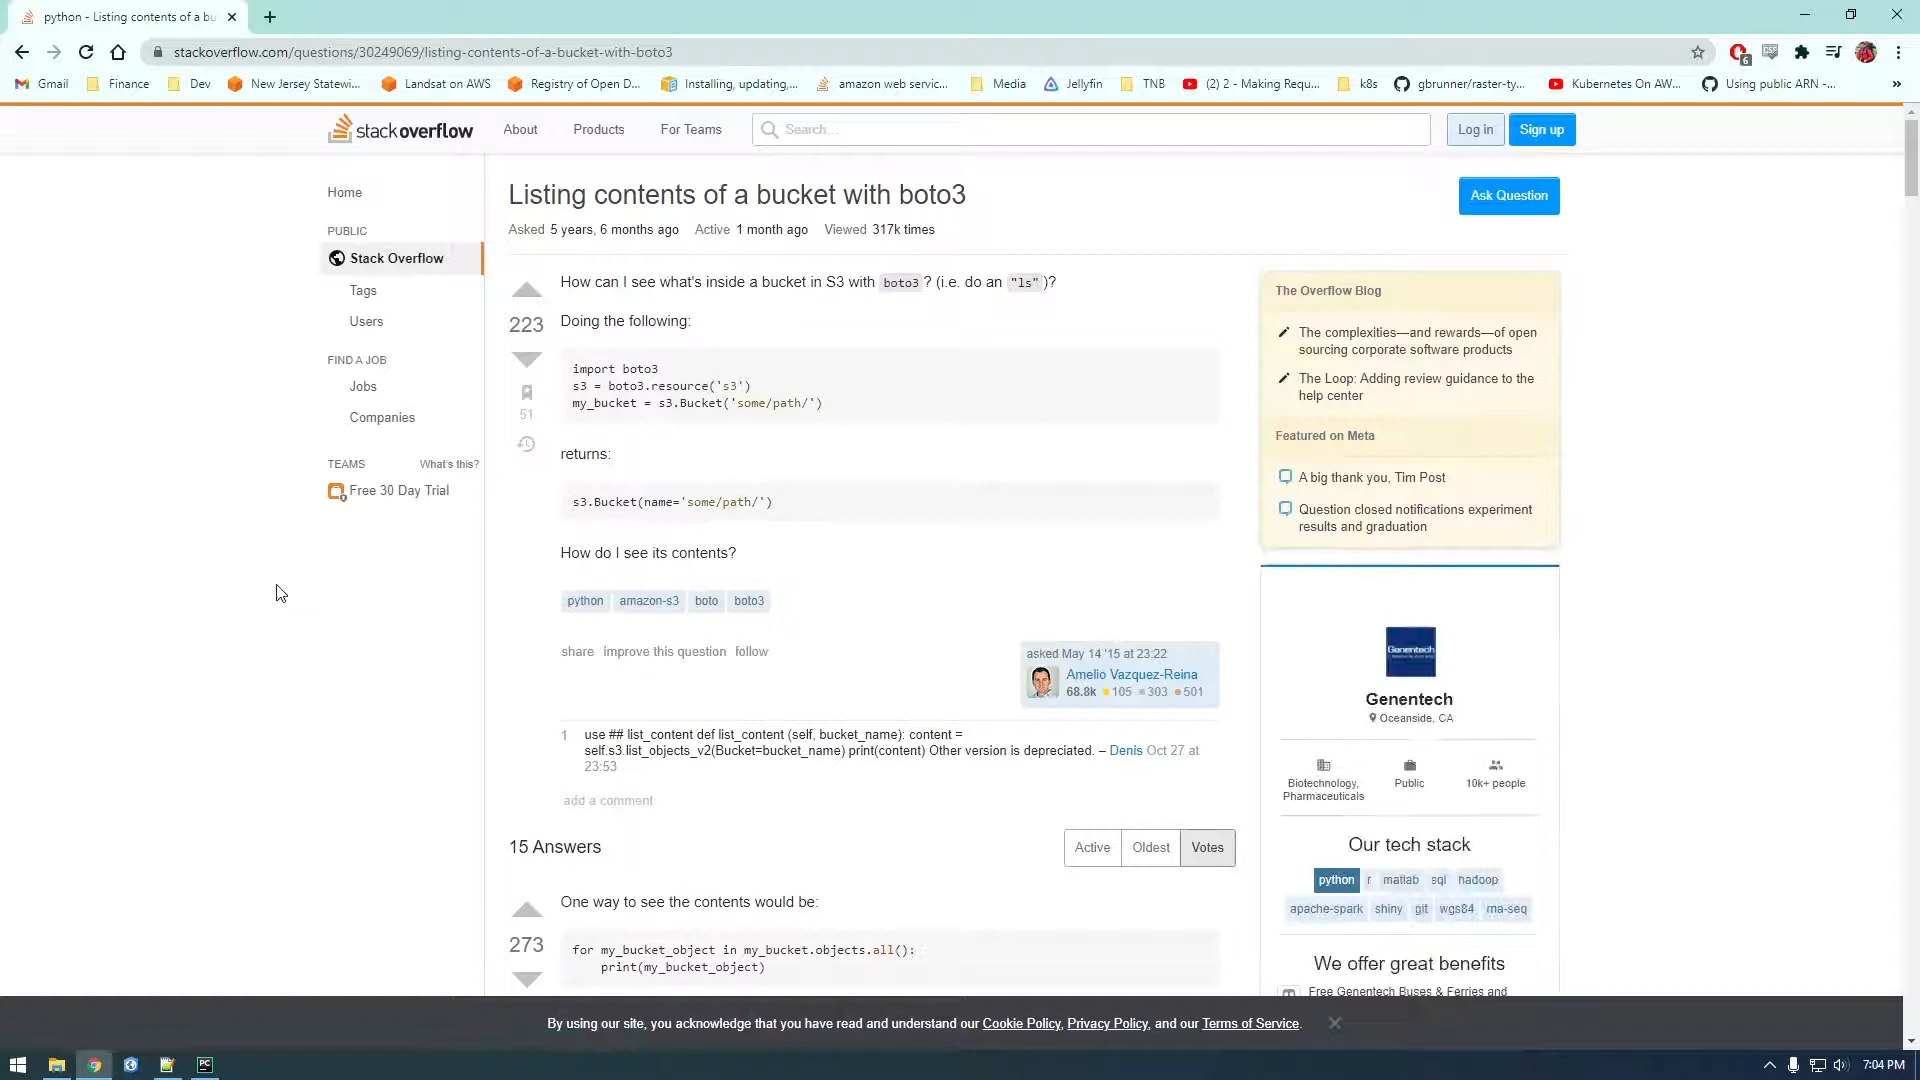 python - Listing contents of a bu
stackoverflow.com/questions/30249069/listing-contents-of-a-bucket-with-boto3
6
Gmail Finance Dev New Jersey Statewi... Landsat on AWS Registry of Open D... Installing, updating,... amazon web servic... Media Jellyfin TNB (2) 2 - Making Requ... k8s gbrunner/raster-ty... Kubernetes On AW... Using public ARN -... »
stackoverflow About Products For Teams Search... Log in Sign up
Home
PUBLIC
Stack Overflow
Tags
Users
FIND A JOB
Jobs
Companies
TEAMS What's this?
Free 30 Day Trial
Listing contents of a bucket with boto3
Ask Question
Asked 5 years, 6 months ago Active 1 month ago Viewed 317k times
How can I see what's inside a bucket in S3 with boto3? (i.e. do an "ls")?
223
Doing the following:
import boto3
s3 = boto3.resource('s3')
my_bucket = s3.Bucket('some/path/')
51
returns:
s3.Bucket(name='some/path/')
How do I see its contents?
python amazon-s3 boto boto3
share improve this question follow
asked May 14 '15 at 23:22
Amelio Vazquez-Reina
68.8k 105 303 501
1 use ## list_content def list_content (self, bucket_name): content =
self.s3.list_objects_v2(Bucket=bucket_name) print(content) Other version is depreciated. – Denis Oct 27 at
23:53
add a comment
15 Answers
Active Oldest Votes
One way to see the contents would be:
273
for my_bucket_object in my_bucket.objects.all():
print(my_bucket_object)
The Overflow Blog
The complexities—and rewards—of open
sourcing corporate software products
The Loop: Adding review guidance to the
help center
Featured on Meta
A big thank you, Tim Post
Question closed notifications experiment
results and graduation
Genentech
Genentech
Oceanside, CA
Biotechnology, Public 10k+ people
Pharmaceuticals
Our tech stack
python r matlab sql hadoop
apache-spark shiny git wgs84 rna-seq
We offer great benefits
Free Genentech Buses & Ferries and
By using our site, you acknowledge that you have read and understand our Cookie Policy, Privacy Policy, and our Terms of Service.
PC
7:04 PM